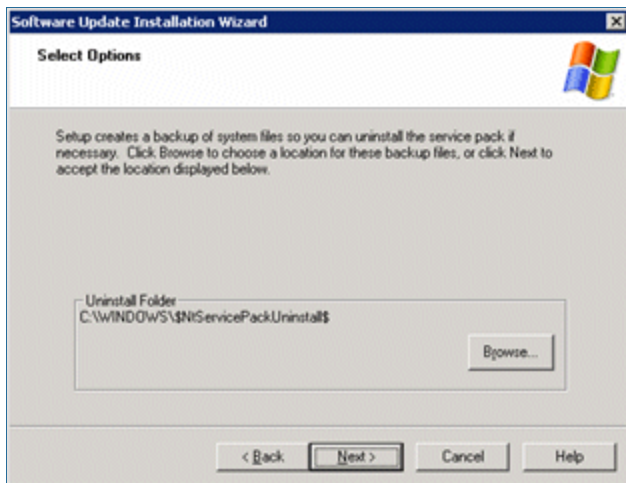 Software Update Installation Wizard
Select Options
Setup creates a backup of system files so you can uninstall the service pack if
necessary. Click Browse to choose a location for these backup files, or click Next to
accept the location displayed below.
Uninstall Folder
C:\WINDOWS\$NtServicePackUninstall$
Browse...
< Back
Next >
Cancel
Help